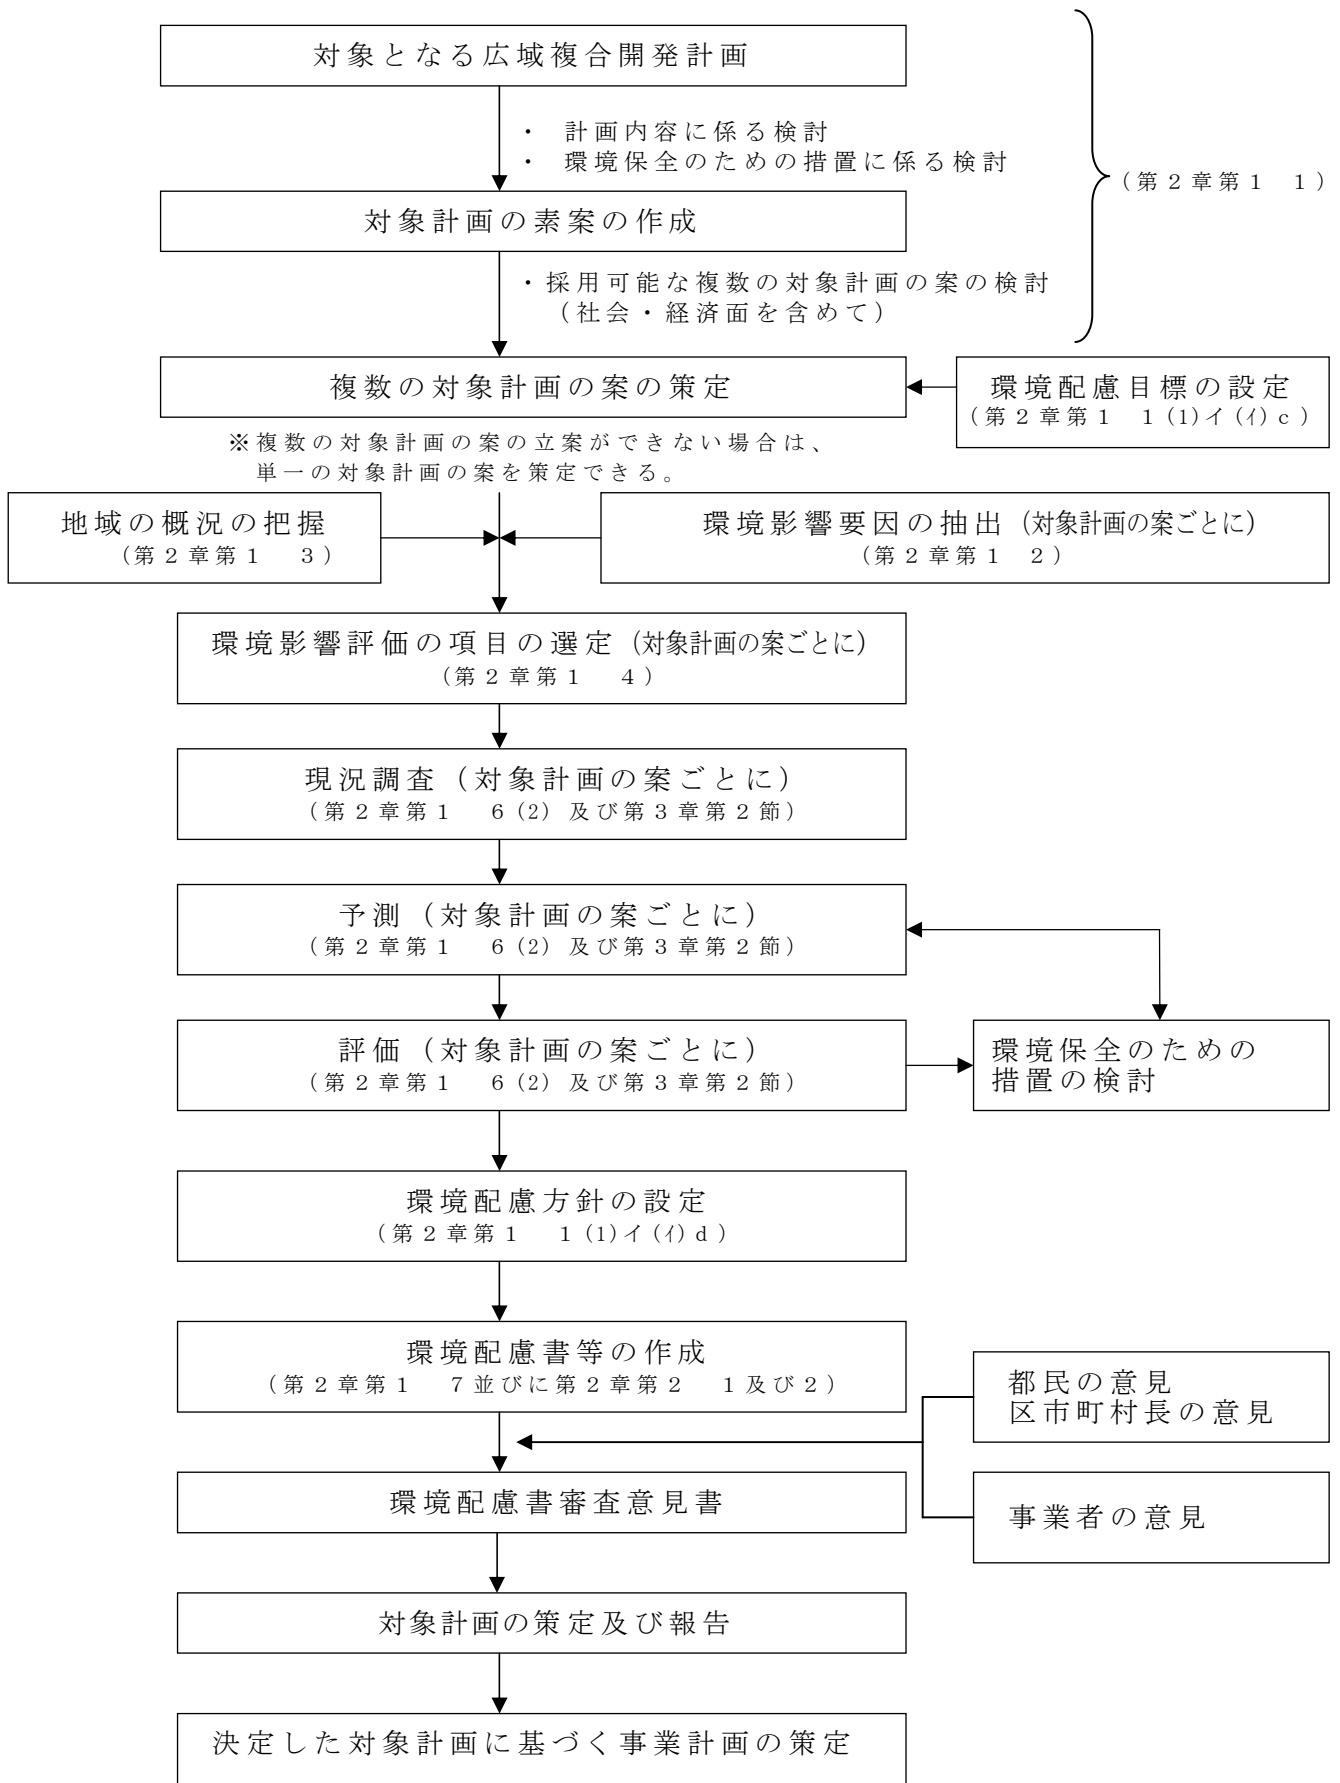 対象となる広域複合開発計画
・ 計画内容に係る検討
・ 環境保全のための措置に係る検討
（第２章第１ １）
対象計画の素案の作成
・採用可能な複数の対象計画の案の検討
（社会・経済面を含めて）
複数の対象計画の案の策定
環境配慮目標の設定
（第２章第１ １(1)イ(ｲ)ｃ）
※複数の対象計画の案の立案ができない場合は、
単一の対象計画の案を策定できる。
地域の概況の把握
（第２章第１ ３）
環境影響要因の抽出（対象計画の案ごとに）
（第２章第１ ２）
環境影響評価の項目の選定（対象計画の案ごとに）
（第２章第１ ４）
現況調査（対象計画の案ごとに）
（第２章第１ ６(2) 及び第３章第２節）
予測（対象計画の案ごとに）
（第２章第１ ６(2) 及び第３章第２節）
評価（対象計画の案ごとに）
（第２章第１ ６(2) 及び第３章第２節）
環境保全のための
措置の検討
環境配慮方針の設定
（第２章第１ １(1)イ(ｲ)ｄ）
環境配慮書等の作成
（第２章第１ ７並びに第２章第２ １及び２）
都民の意見
区市町村長の意見
環境配慮書審査意見書
事業者の意見
対象計画の策定及び報告
決定した対象計画に基づく事業計画の策定